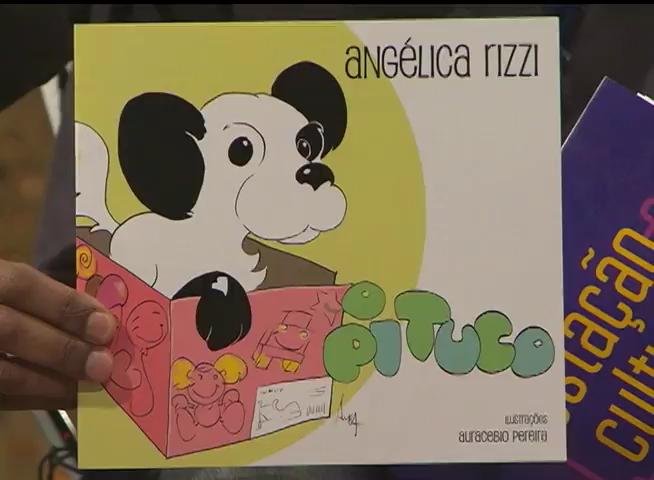 ANGÉLICA RIZZI
O
PITUCO
ILUSTRAÇÕES
AURACEBIO PEREIRA